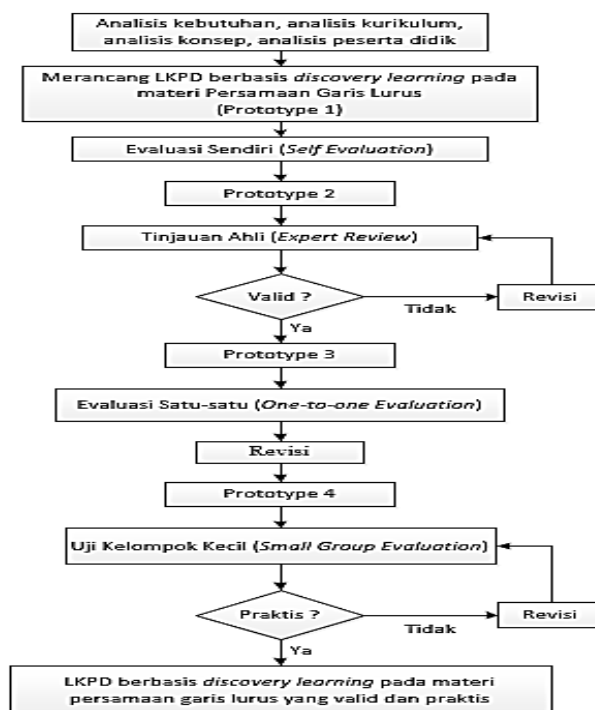 Analisis kebutuhan, analisis kurikulum,
analisis konsep, analisis peserta didik
Merancang LKPD berbasis discovery learning pada
materi Persamaan Garis Lurus
(Prototype 1)
Evaluasi Sendiri (Self Evaluation)
Prototype 2
Tinjauan Ahli (Expert Review)
Valid ?
Tidak
Revisi
Ya
Prototype 3
Evaluasi Satu-satu (One-to-one Evaluation)
Revisi
Prototype 4
Uji Kelompok Kecil (Small Group Evaluation)
Praktis ?
Tidak
Revisi
Ya
LKPD berbasis discovery learning pada materi
persamaan garis lurus yang valid dan praktis